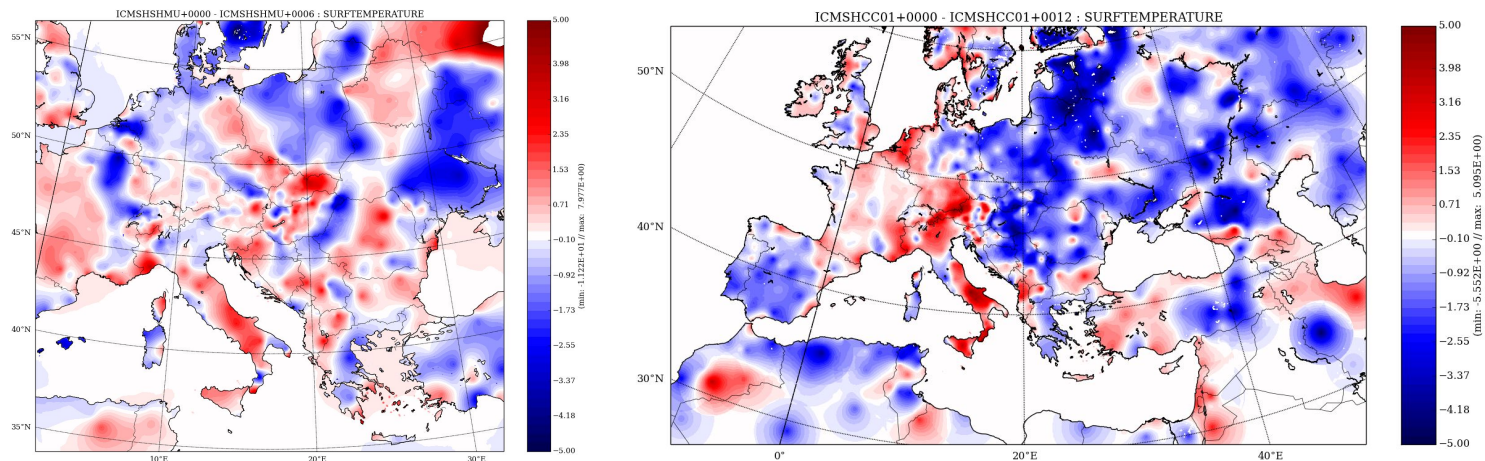 ICMSHSHMU+0000 - ICMSHSHMU+0006 : SURFTEMPERATURE
55°N
50°N
45°N
40°N
35°N
10°E
20°E
30°E
5.00
3.98
3.16
2.35
1.53
0.71
−0.10
−0.92
−1.73
−2.55
−3.37
−4.18
−5.00
(min: -1.122E+01 // max: 7.977E+00)
ICMSHCC01+0000 - ICMSHCC01+0012 : SURFTEMPERATURE
50°N
40°N
30°N
0°
20°E
40°E
5.00
3.98
3.16
2.35
1.53
0.71
−0.10
−0.92
−1.73
−2.55
−3.37
−4.18
−5.00
(min: -5.552E+00 // max: 5.095E+00)